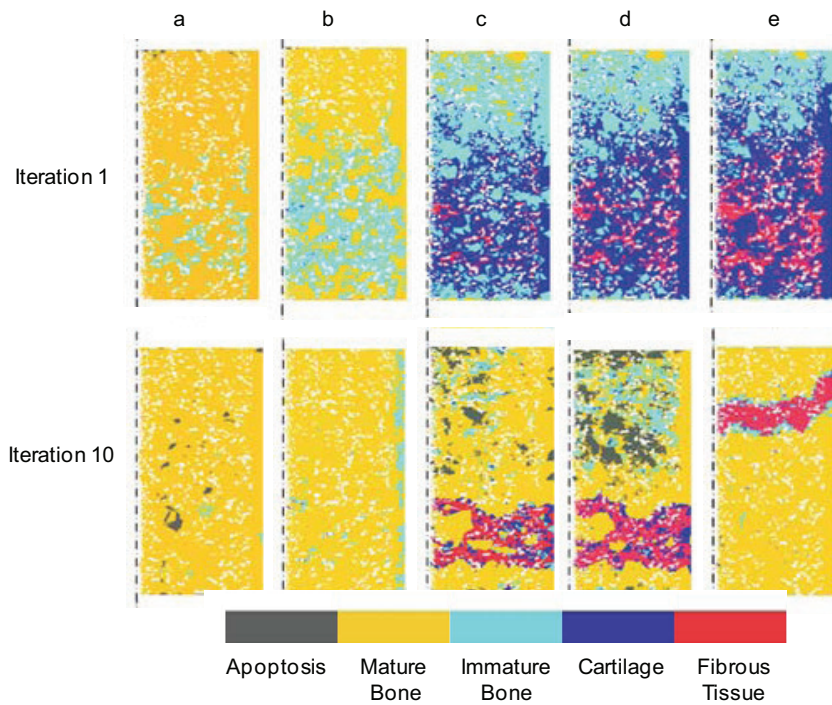 a b c d e
Iteration 1
Iteration 10
Apoptosis Mature Immature Cartilage Fibrous
Bone Bone Tissue